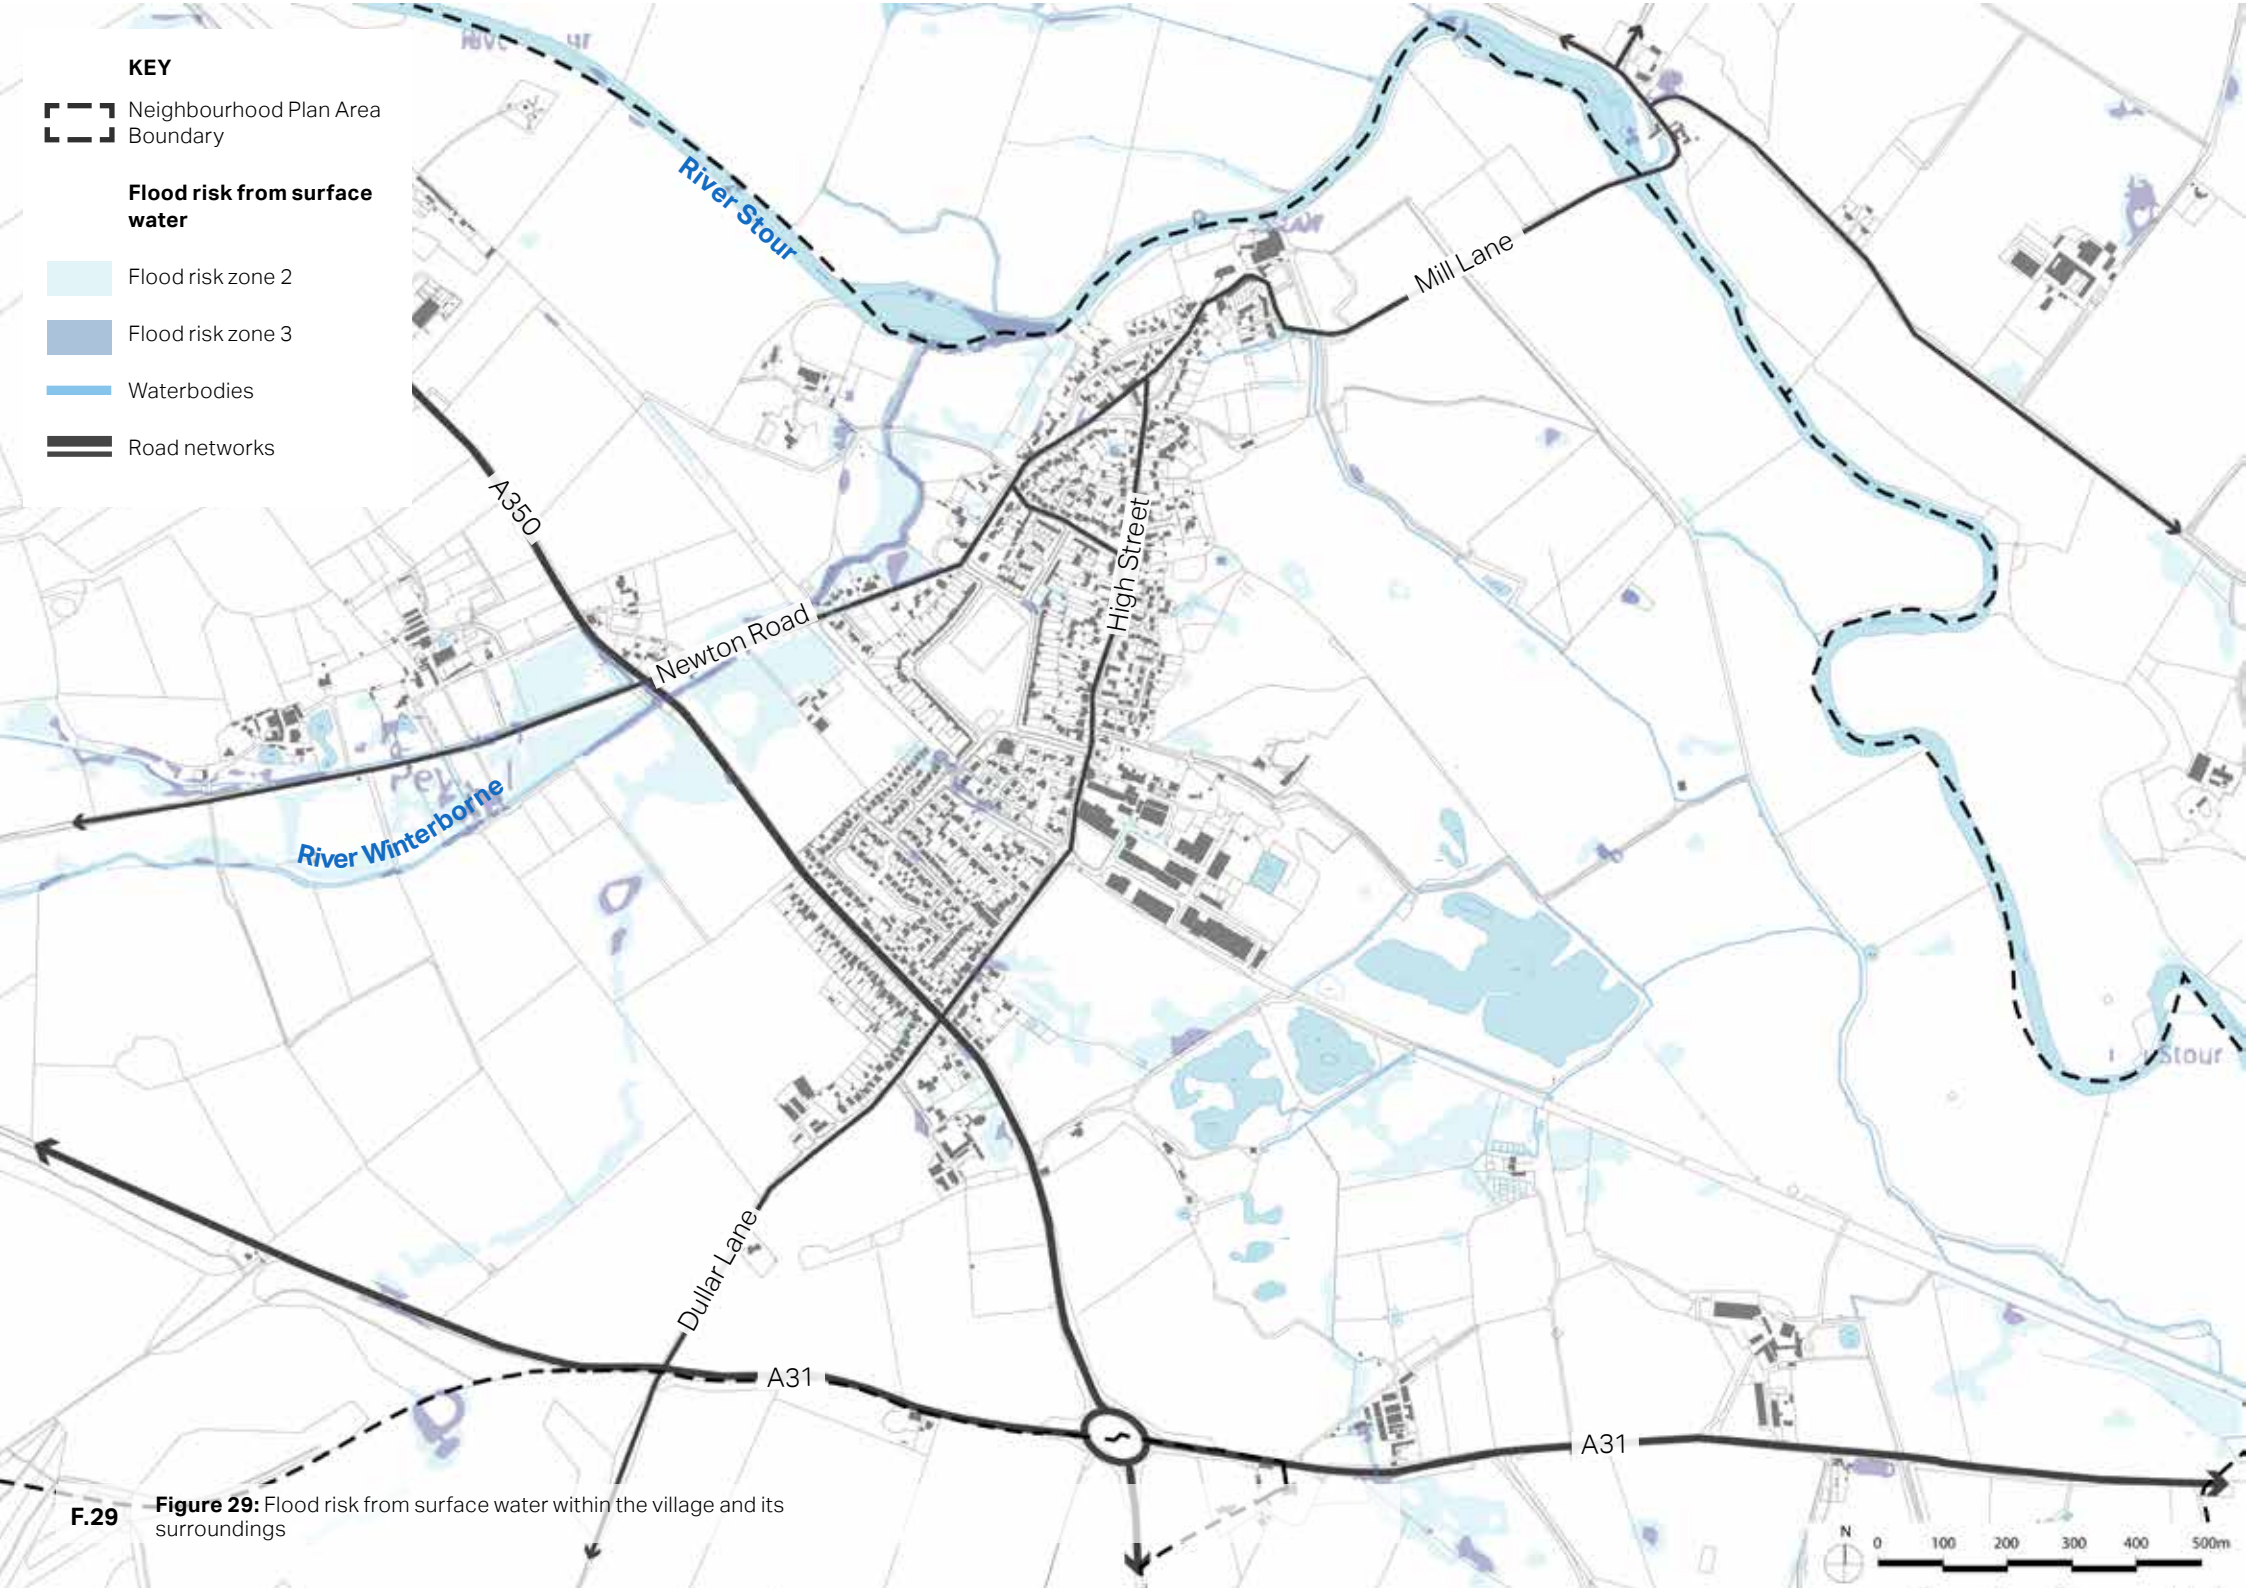 KEY
Neighbourhood Plan Area
Boundary
Flood risk from surface
water
Flood risk zone 2
Flood risk zone 3
Waterbodies
Road networks
River Stour
Mill Lane
A350
High Street
Newton Road
River Winterborne
Stour
Dullar Lane
A31
A31
F.29
Figure 29: Flood risk from surface water within the village and its
surroundings
N
0 100 200 300 400 500m